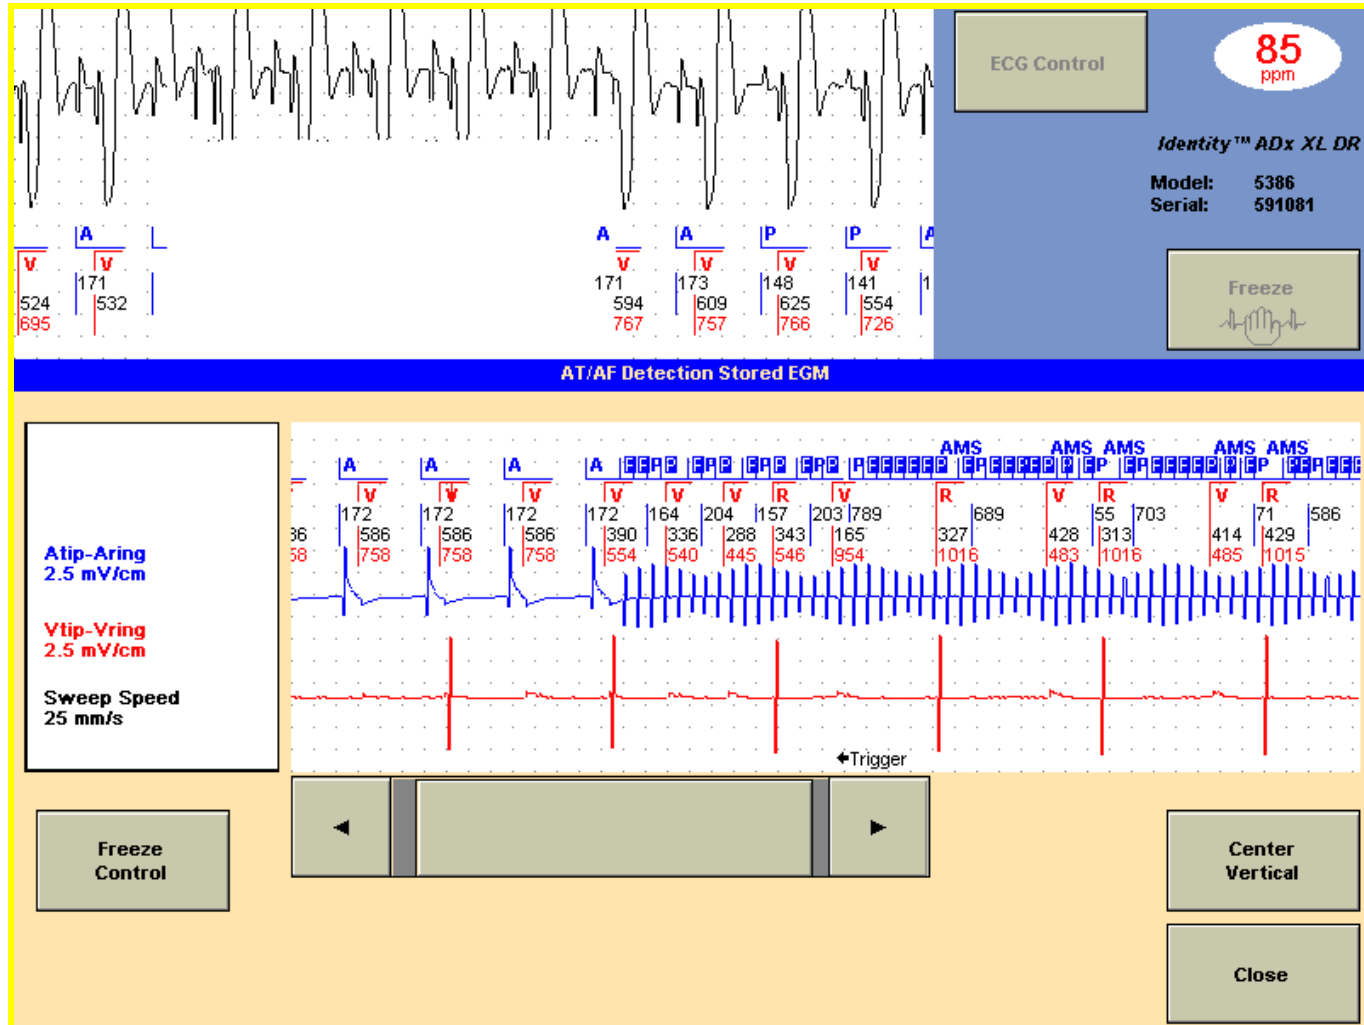 ECG Control
85
ppm
Identity™ ADx XL DR
Model: 5386
Serial: 591081
Freeze
A A A P P A
V V V V V V
171 171 173 148 141 1
524 532 594 609 625 554
695 767 757 766 726
AT/AF Detection Stored EGM
Atip-Aring
2.5 mV/cm
Vtip-Vring
2.5 mV/cm
Sweep Speed
25 mm/s
AMS AMS AMS AMS AMS
A A A A
V V V V V R V R V R V R
172 172 172 172 164 204 157 203 789 689 55 703 71 586
36 586 586 586 390 336 288 343 165 327 428 313 414 429
58 758 758 758 554 540 445 546 954 1016 483 1016 485 1015
Trigger
Freeze
Control
Center
Vertical
Close